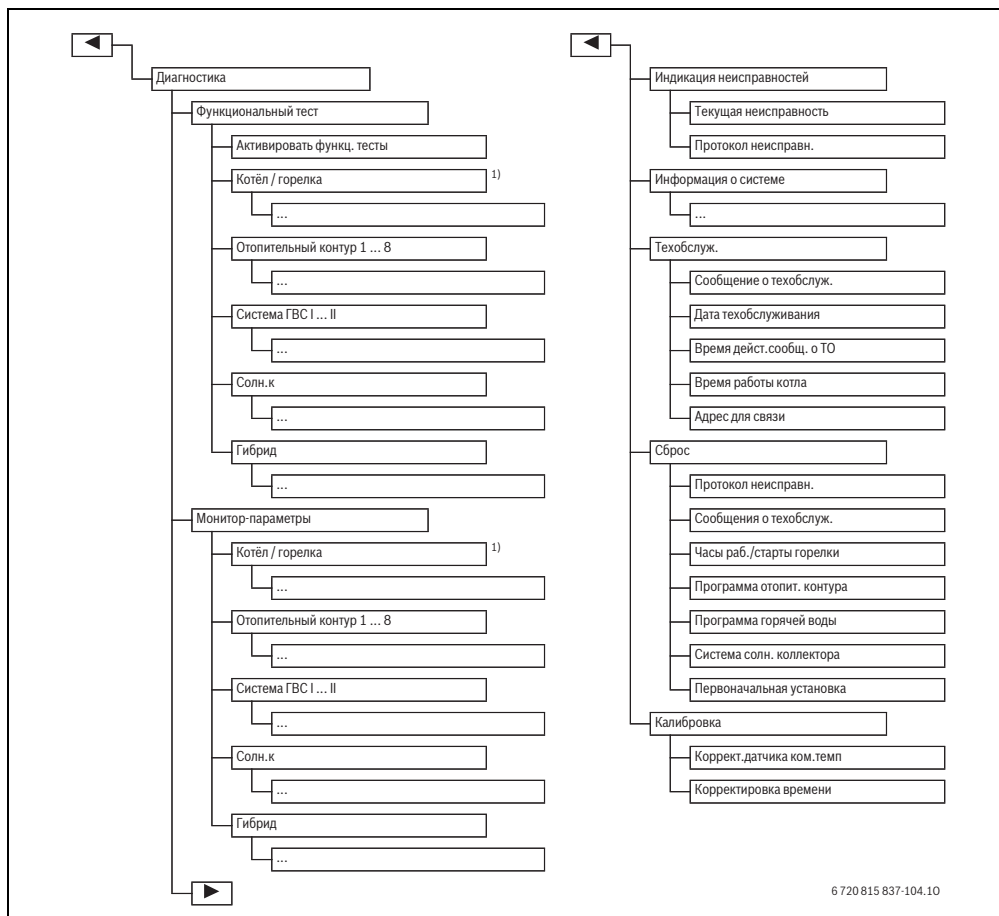 Диагностика
Функциональный тест
Активировать функц. тесты
Котёл / горелка 1)
...
Отопительный контур 1 ... 8
...
Система ГВС I ... II
...
Солн.к
...
Гибрид
...
Монитор-параметры
Котёл / горелка 1)
...
Отопительный контур 1 ... 8
...
Система ГВС I ... II
...
Солн.к
...
Гибрид
...
Индикация неисправностей
Текущая неисправность
Протокол неисправн.
Информация о системе
...
Техобслуж.
Сообщение о техобслуж.
Дата техобслуживания
Время дейст.сообщ. о ТО
Время работы котла
Адрес для связи
Сброс
Протокол неисправн.
Сообщения о техобслуж.
Часы раб./старты горелки
Программа отопит. контура
Программа горячей воды
Система солн. коллектора
Первоначальная установка
Калибровка
Коррект.датчика ком.темп
Корректировка времени
6 720 815 837-104.1O